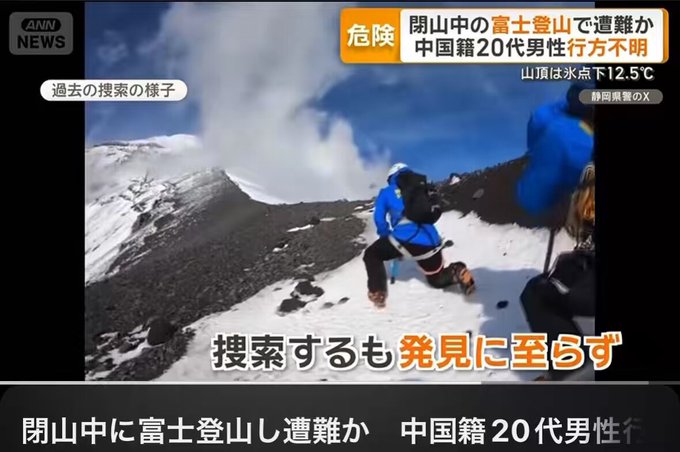 ANN
NEWS
危険
閉山中の富士登山で遭難か
中国籍20代男性行方不明
山頂は氷点下12.5℃
静岡県警のX
過去の捜索の様子
捜索するも発見に至らず
閉山中に富士登山し遭難か 中国籍20代男性行